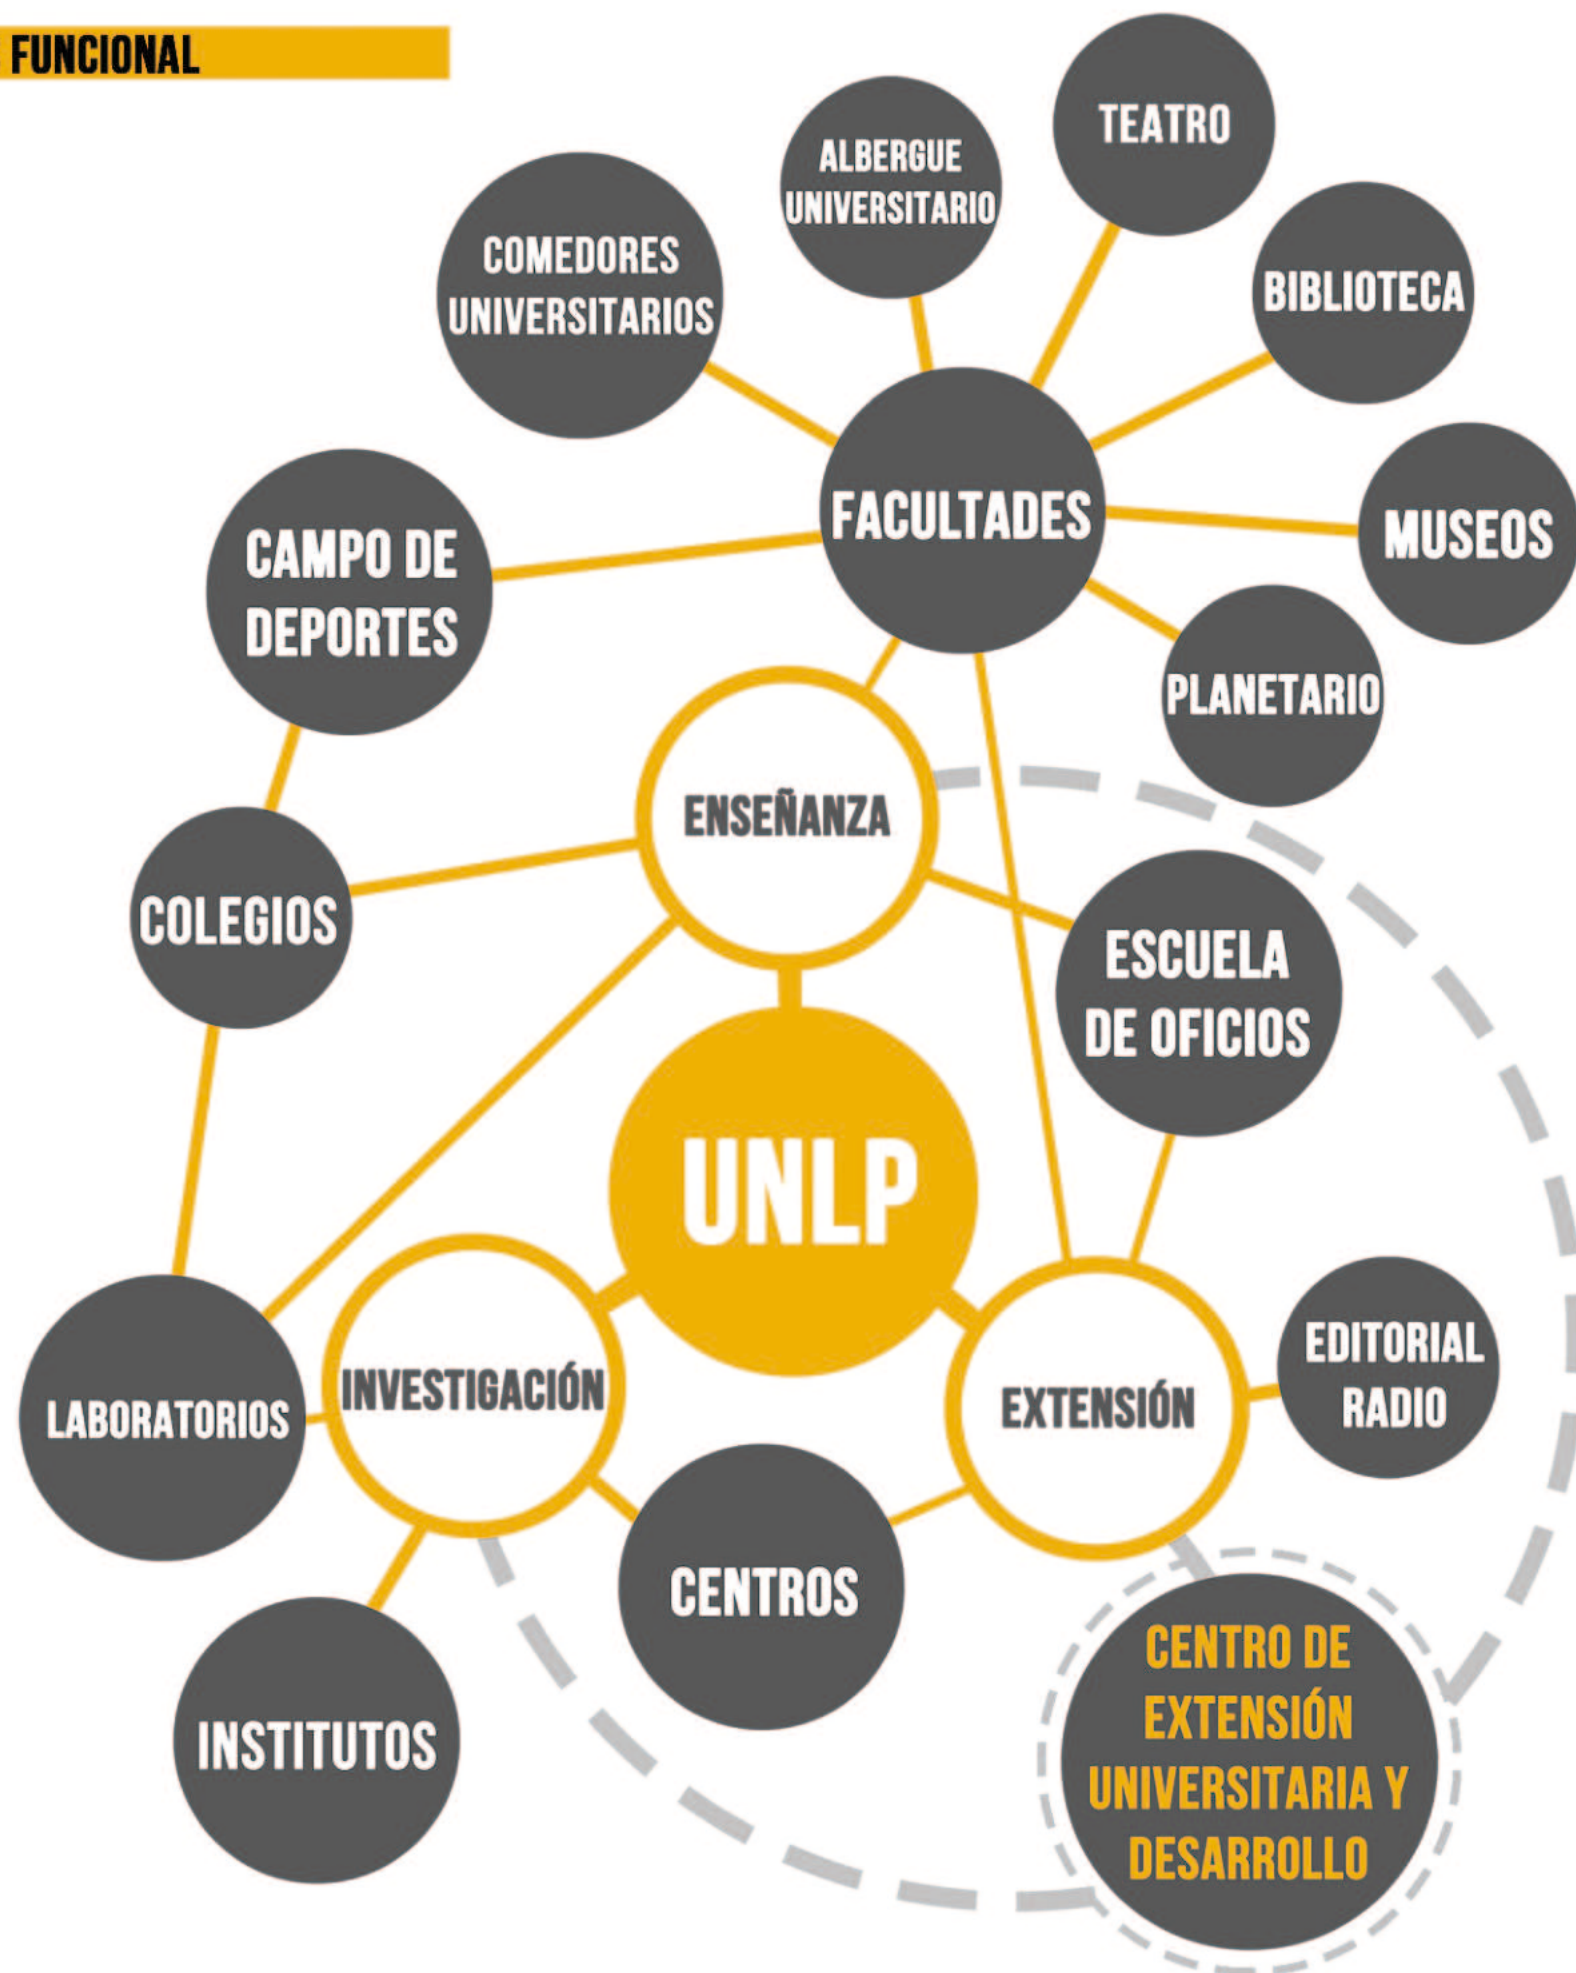 FUNCIONAL
TEATRO
ALBERGUE
UNIVERSITARIO
COMEDORES
UNIVERSITARIOS
BIBLIOTECA
FACULTADES
MUSEOS
CAMPO DE
DEPORTES
PLANETARIO
ENSEÑANZA
COLEGIOS
ESCUELA
DE OFICIOS
UNLP
EDITORIAL
RADIO
INVESTIGACIÓN
EXTENSIÓN
LABORATORIOS
CENTROS
CENTRO DE
EXTENSIÓN
UNIVERSITARIA Y
DESARROLLO
INSTITUTOS